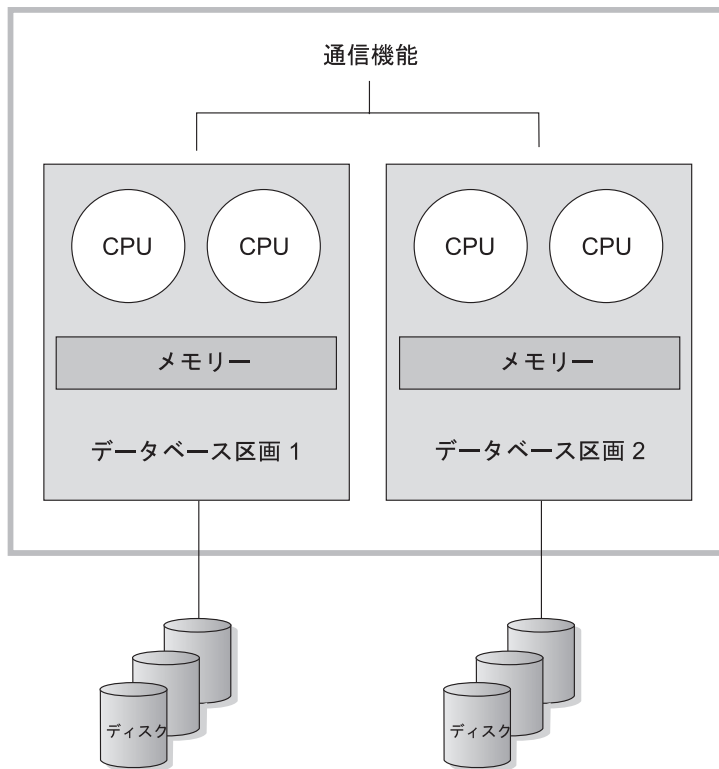 通信機能
CPU CPU CPU CPU
メモリー メモリー
データベース区画 1 データベース区画 2
ディスク ディスク